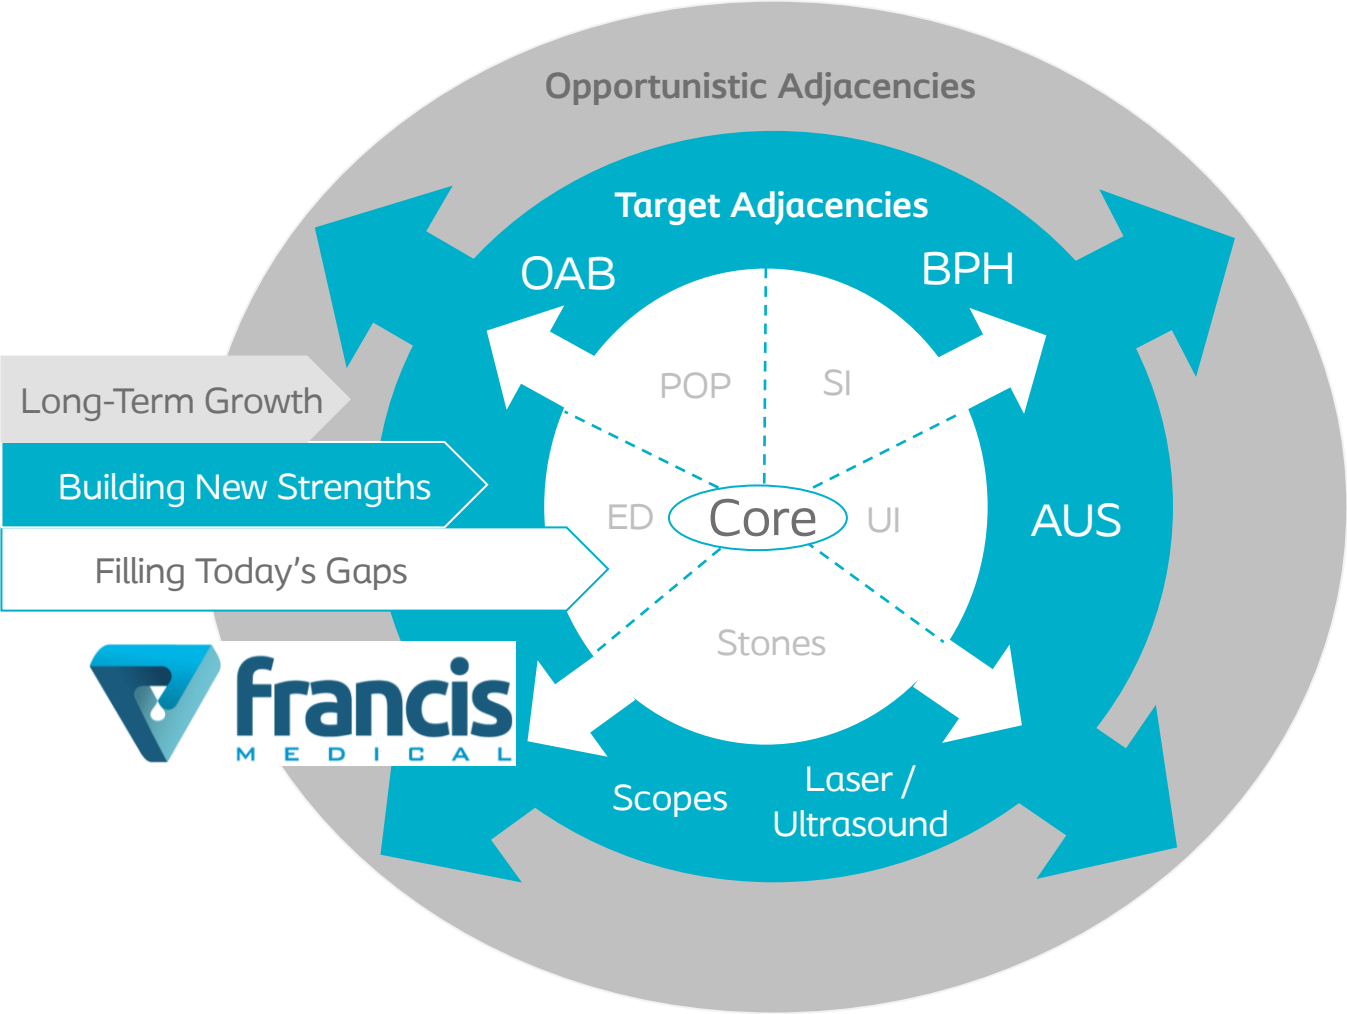 Opportunistic Adjacencies
Target Adjacencies
OAB
BPH
POP
SI
Long-Term Growth
Building New Strengths
ED
Core
UI
AUS
Filling Today's Gaps
Stones
francis
MEDICAL
Scopes
Laser /
Ultrasound